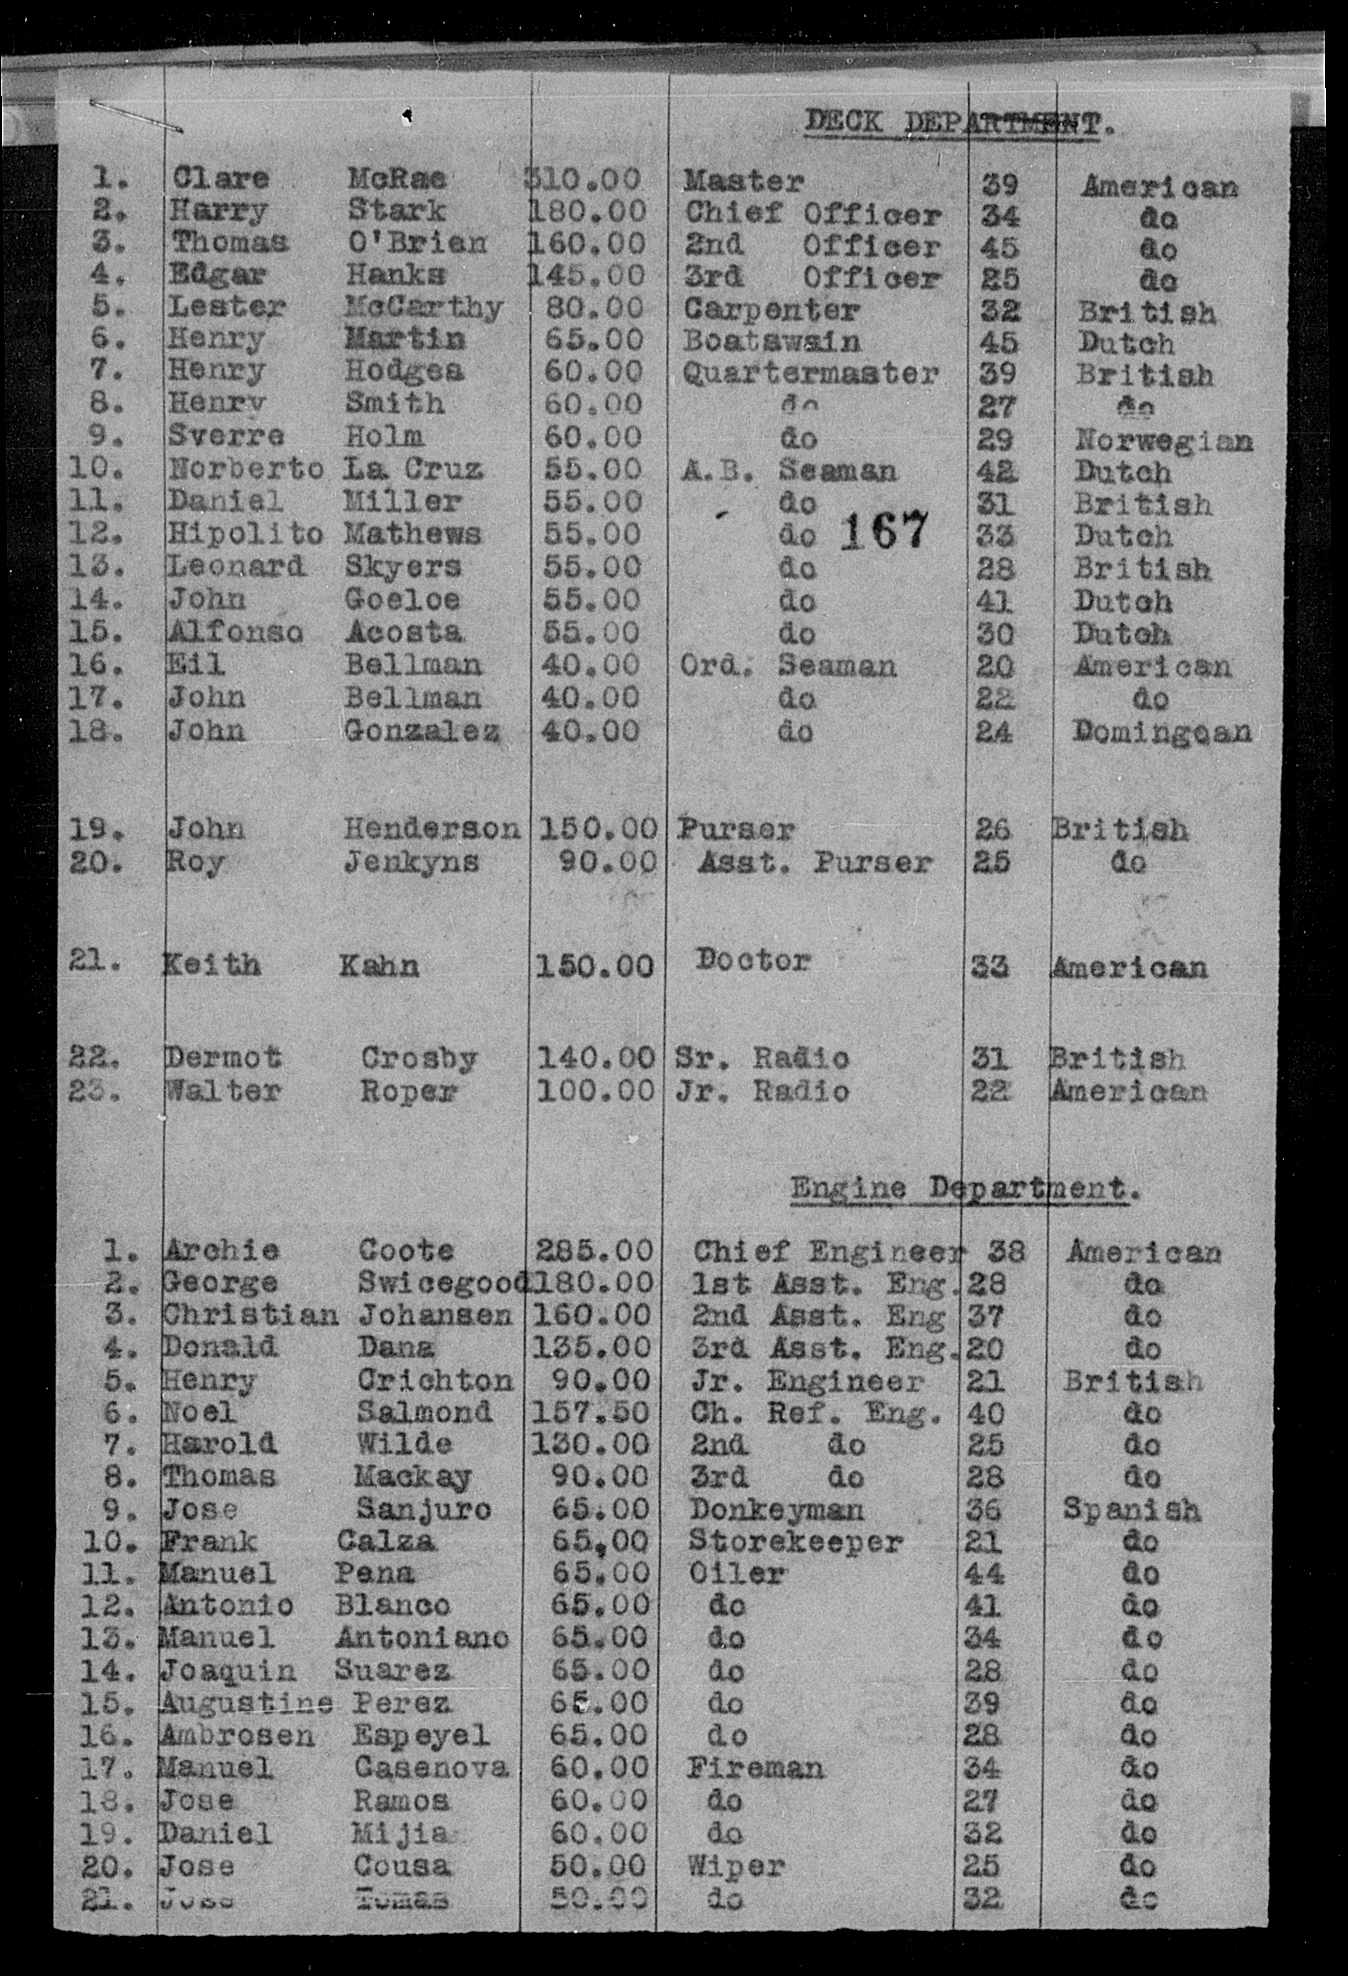 DECK DEPARTMENT.
1. Clare McRae 310.00 Master 39 American
2. Harry Stark 180.00 Chief Officer 34 do
3. Thomas O'Brien 160.00 2nd Officer 45 do
4. Edgar Hanks 145.00 3rd Officer 25 do
5. Lester McCarthy 80.00 Carpenter 32 British
6. Henry Martin 65.00 Boatswain 45 Dutch
7. Henry Hodges 60.00 Quartermaster 39 British
8. Henry Smith 60.00 do 27 do
9. Sverre Holm 60.00 do 29 Norwegian
10. Norberto La Cruz 55.00 A.B. Seaman 42 Dutch
11. Daniel Miller 55.00 do 31 British
12. Hipolito Mathews 55.00 do 167 33 Dutch
13. Leonard Skyers 55.00 do 28 British
14. John Goeloe 55.00 do 41 Dutch
15. Alfonso Acosta 55.00 do 30 Dutch
16. Eil Bellman 40.00 Ord. Seaman 20 American
17. John Bellman 40.00 do 22 do
18. John Gonzalez 40.00 do 24 Domingoan
19. John Henderson 150.00 Purser 26 British
20. Roy Jenkyns 90.00 Asst. Purser 25 do
21. Keith Kahn 150.00 Doctor 33 American
22. Dermot Crosby 140.00 Sr. Radio 31 British
23. Walter Roper 100.00 Jr. Radio 22 American
Engine Department.
1. Archie Coote 285.00 Chief Engineer 38 American
2. George Swicegood 180.00 1st Asst. Eng. 28 do
3. Christian Johansen 160.00 2nd Asst. Eng 37 do
4. Donald Dana 135.00 3rd Asst. Eng. 20 do
5. Henry Crichton 90.00 Jr. Engineer 21 British
6. Noel Salmond 157.50 Ch. Ref. Eng. 40 do
7. Harold Wilde 130.00 2nd do 25 do
8. Thomas Mackay 90.00 3rd do 28 do
9. Jose Sanjuro 65.00 Donkeyman 36 Spanish
10. Frank Calza 65,00 Storekeeper 21 do
11. Manuel Pena 65.00 Oiler 44 do
12. Antonio Blanco 65.00 do 41 do
13. Manuel Antoniano 65.00 do 34 do
14. Joaquin Suarez 65.00 do 28 do
15. Augustine Perez 65.00 do 39 do
16. Ambrosen Espeyel 65.00 do 28 do
17. Manuel Casenova 60.00 Fireman 34 do
18. Jose Ramos 60.00 do 27 do
19. Daniel Mijia 60.00 do 32 do
20. Jose Cousa 50.00 Wiper 25 do
21. Jose Tomas 50.00 do 32 do